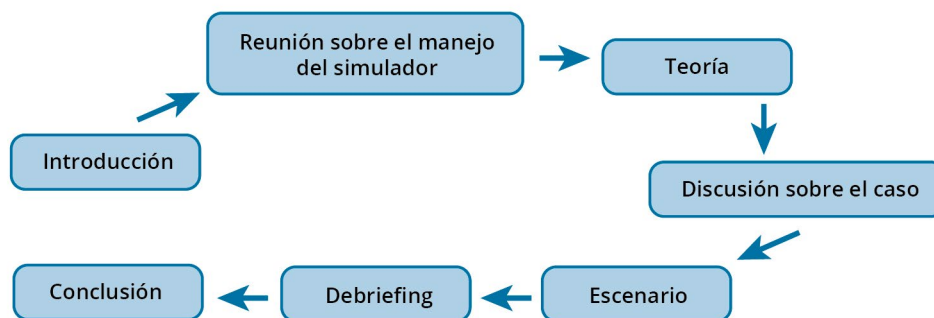 Introducción
Reunión sobre el manejo
del simulador
Teoría
Discusión sobre el caso
Escenario
Debriefing
Conclusión